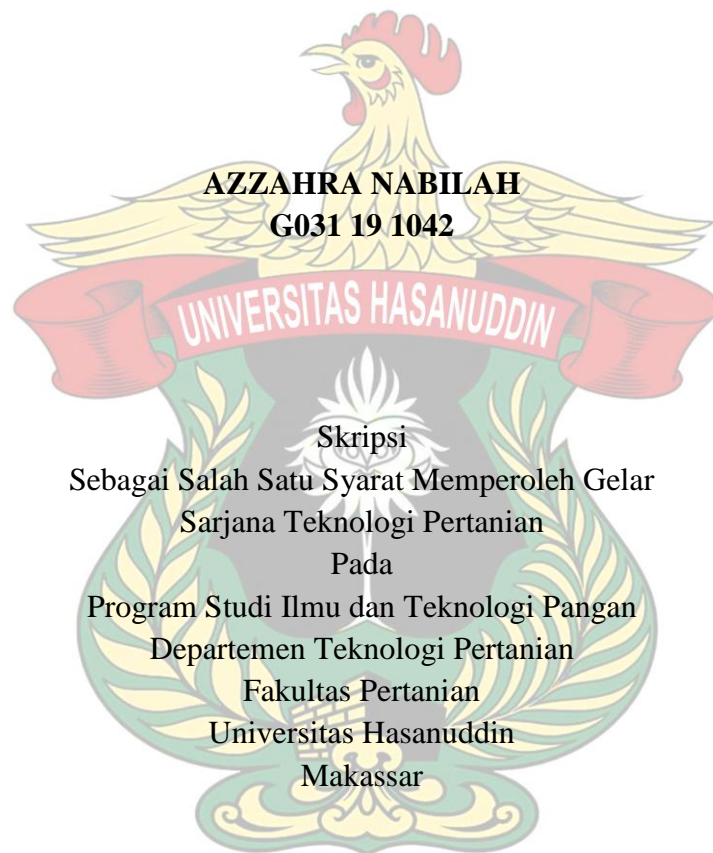 AZZAHRA NABILAH
G031 19 1042
UNIVERSITAS HASANUDDIN
Skripsi
Sebagai Salah Satu Syarat Memperoleh Gelar
Sarjana Teknologi Pertanian
Pada
Program Studi Ilmu dan Teknologi Pangan
Departemen Teknologi Pertanian
Fakultas Pertanian
Universitas Hasanuddin
Makassar